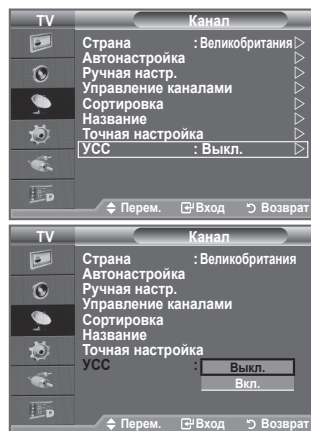 TV Канал
Страна : Великобритания
Автонастройка
Ручная настр.
Управление каналами
Сортировка
Название
Точная настройка
УСС : Выкл.
Перем. Вход Возврат
TV Канал
Страна : Великобритания
Автонастройка
Ручная настр.
Управление каналами
Сортировка
Название
Точная настройка
УСС : Выкл.
Вкл.
Перем. Вход Возврат